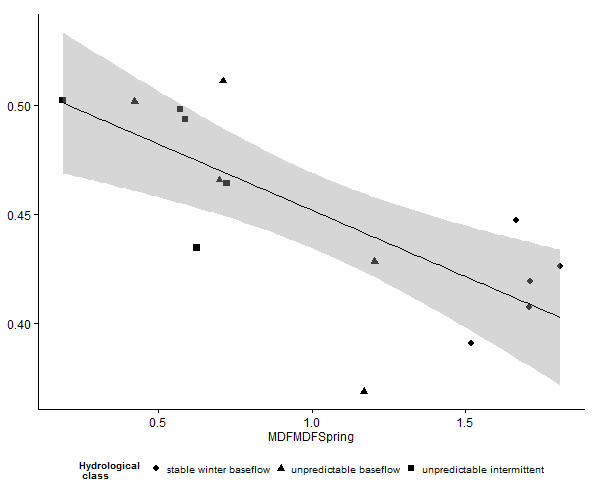 0.50
0.45
0.40
0.5 1.0 1.5
MDFMDFSpring
Hydrological
class
stable winter baseflow unpredictable baseflow unpredictable intermittent